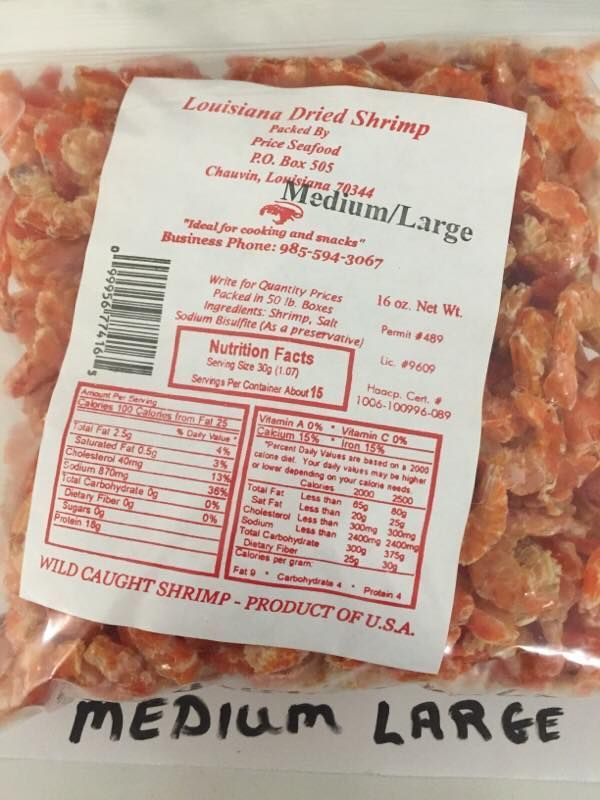 Louisiana Dried Shrimp
Packed By
Price Seafood
P.O. Box 505
Chauvin, Louisiana 70344
Medium/Large
"Ideal for cooking and snacks"
Business Phone: 985-594-3067
Write for Quantity Prices
Packed in 50 lb. Boxes
Ingredients: Shrimp, Salt
Sodium Bisulfite (As a preservative)
16 oz. Net Wt.
Permit #489
Lic. #9609
Haacp. Cert. #
1006-100996-089
0 99956 77416 5
Nutrition Facts
Serving Size 30g (1.07)
Servings Per Container About 15
Amount Per Serving
Calories 100 Calories from Fat 25
% Daily Value *
Total Fat 2.5g 4%
Saturated Fat 0.5g 3%
Cholesterol 40mg 13%
Sodium 870mg 36%
Total Carbohydrate 0g 0%
Dietary Fiber 0g 0%
Sugars 0g
Protein 18g
Vitamin A 0% • Vitamin C 0%
Calcium 15% • Iron 15%
*Percent Daily Values are based on a 2000
calorie diet. Your daily values may be higher
or lower depending on your calorie needs.
Calories 2000 2500
Total Fat Less than 65g 80g
Sat Fat Less than 20g 25g
Cholesterol Less than 300mg 300mg
Sodium Less than 2400mg 2400mg
Total Carbohydrate 300g 375g
Dietary Fiber 25g 30g
Calories per gram:
Fat 9 • Carbohydrate 4 • Protein 4
WILD CAUGHT SHRIMP - PRODUCT OF U.S.A.
MEDIUM LARGE